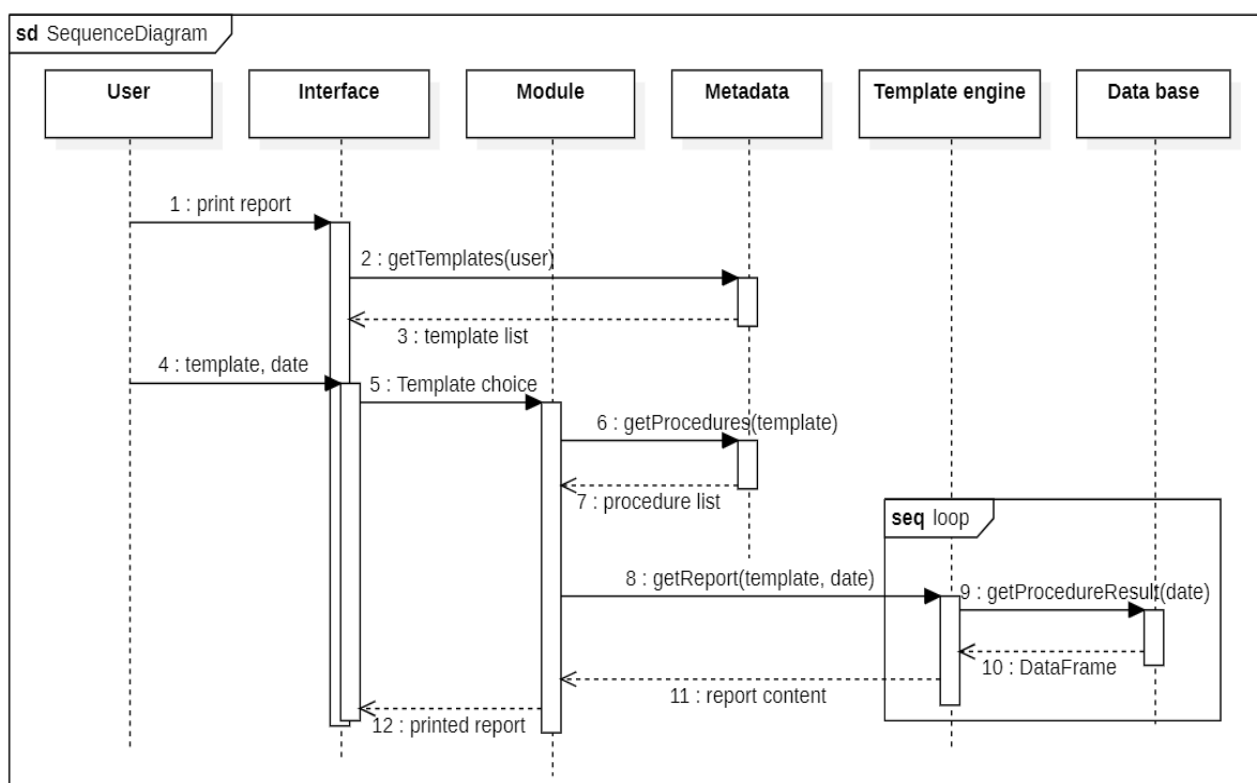 sd SequenceDiagram
User
Interface
Module
Metadata
Template engine
Data base
1 : print report
2 : getTemplates(user)
3 : template list
4 : template, date
5 : Template choice
6 : getProcedures(template)
7 : procedure list
seq loop
8 : getReport(template, date)
9 : getProcedureResult(date)
10 : DataFrame
11 : report content
12 : printed report